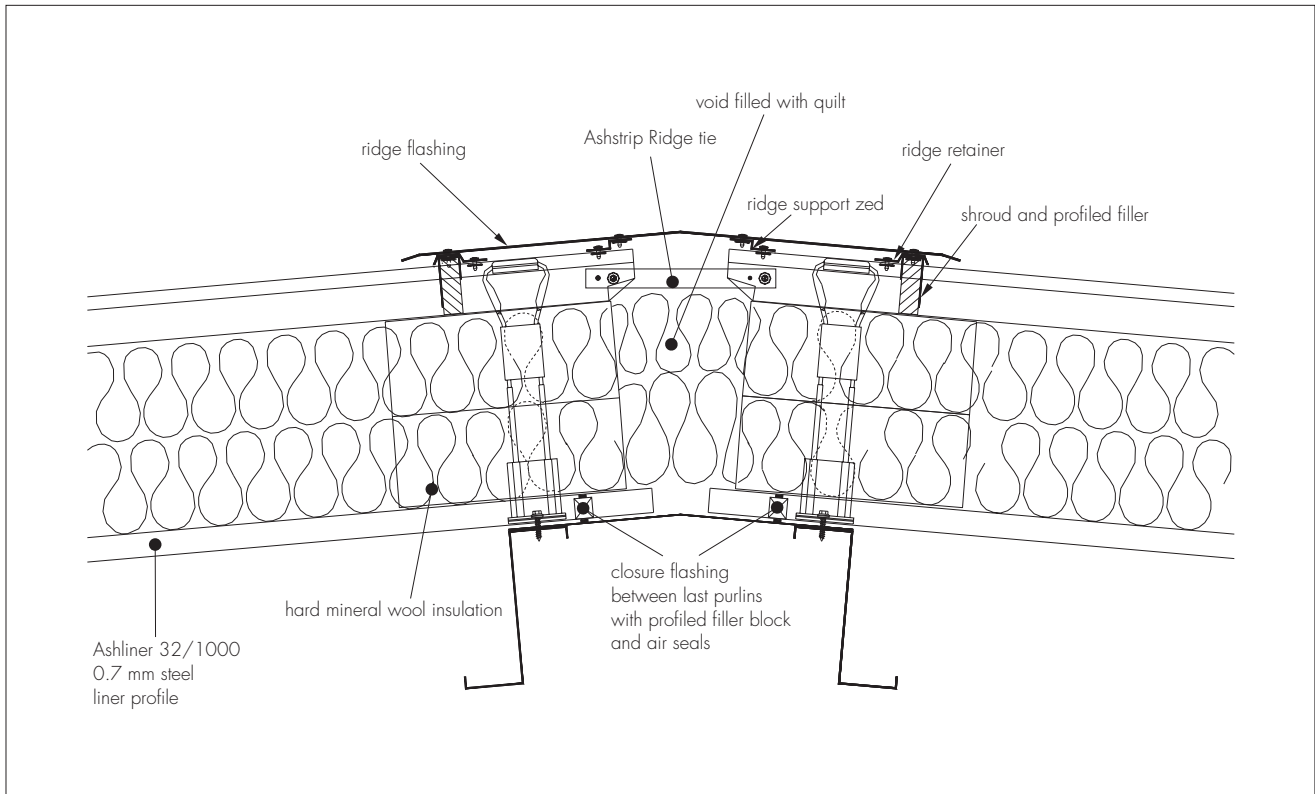 void filled with quilt
Ashstrip Ridge tie
ridge flashing
ridge retainer
ridge support zed
shroud and profiled filler
closure flashing
between last purlins
with profiled filler block
and air seals
hard mineral wool insulation
Ashliner 32/1000
0.7 mm steel
liner profile